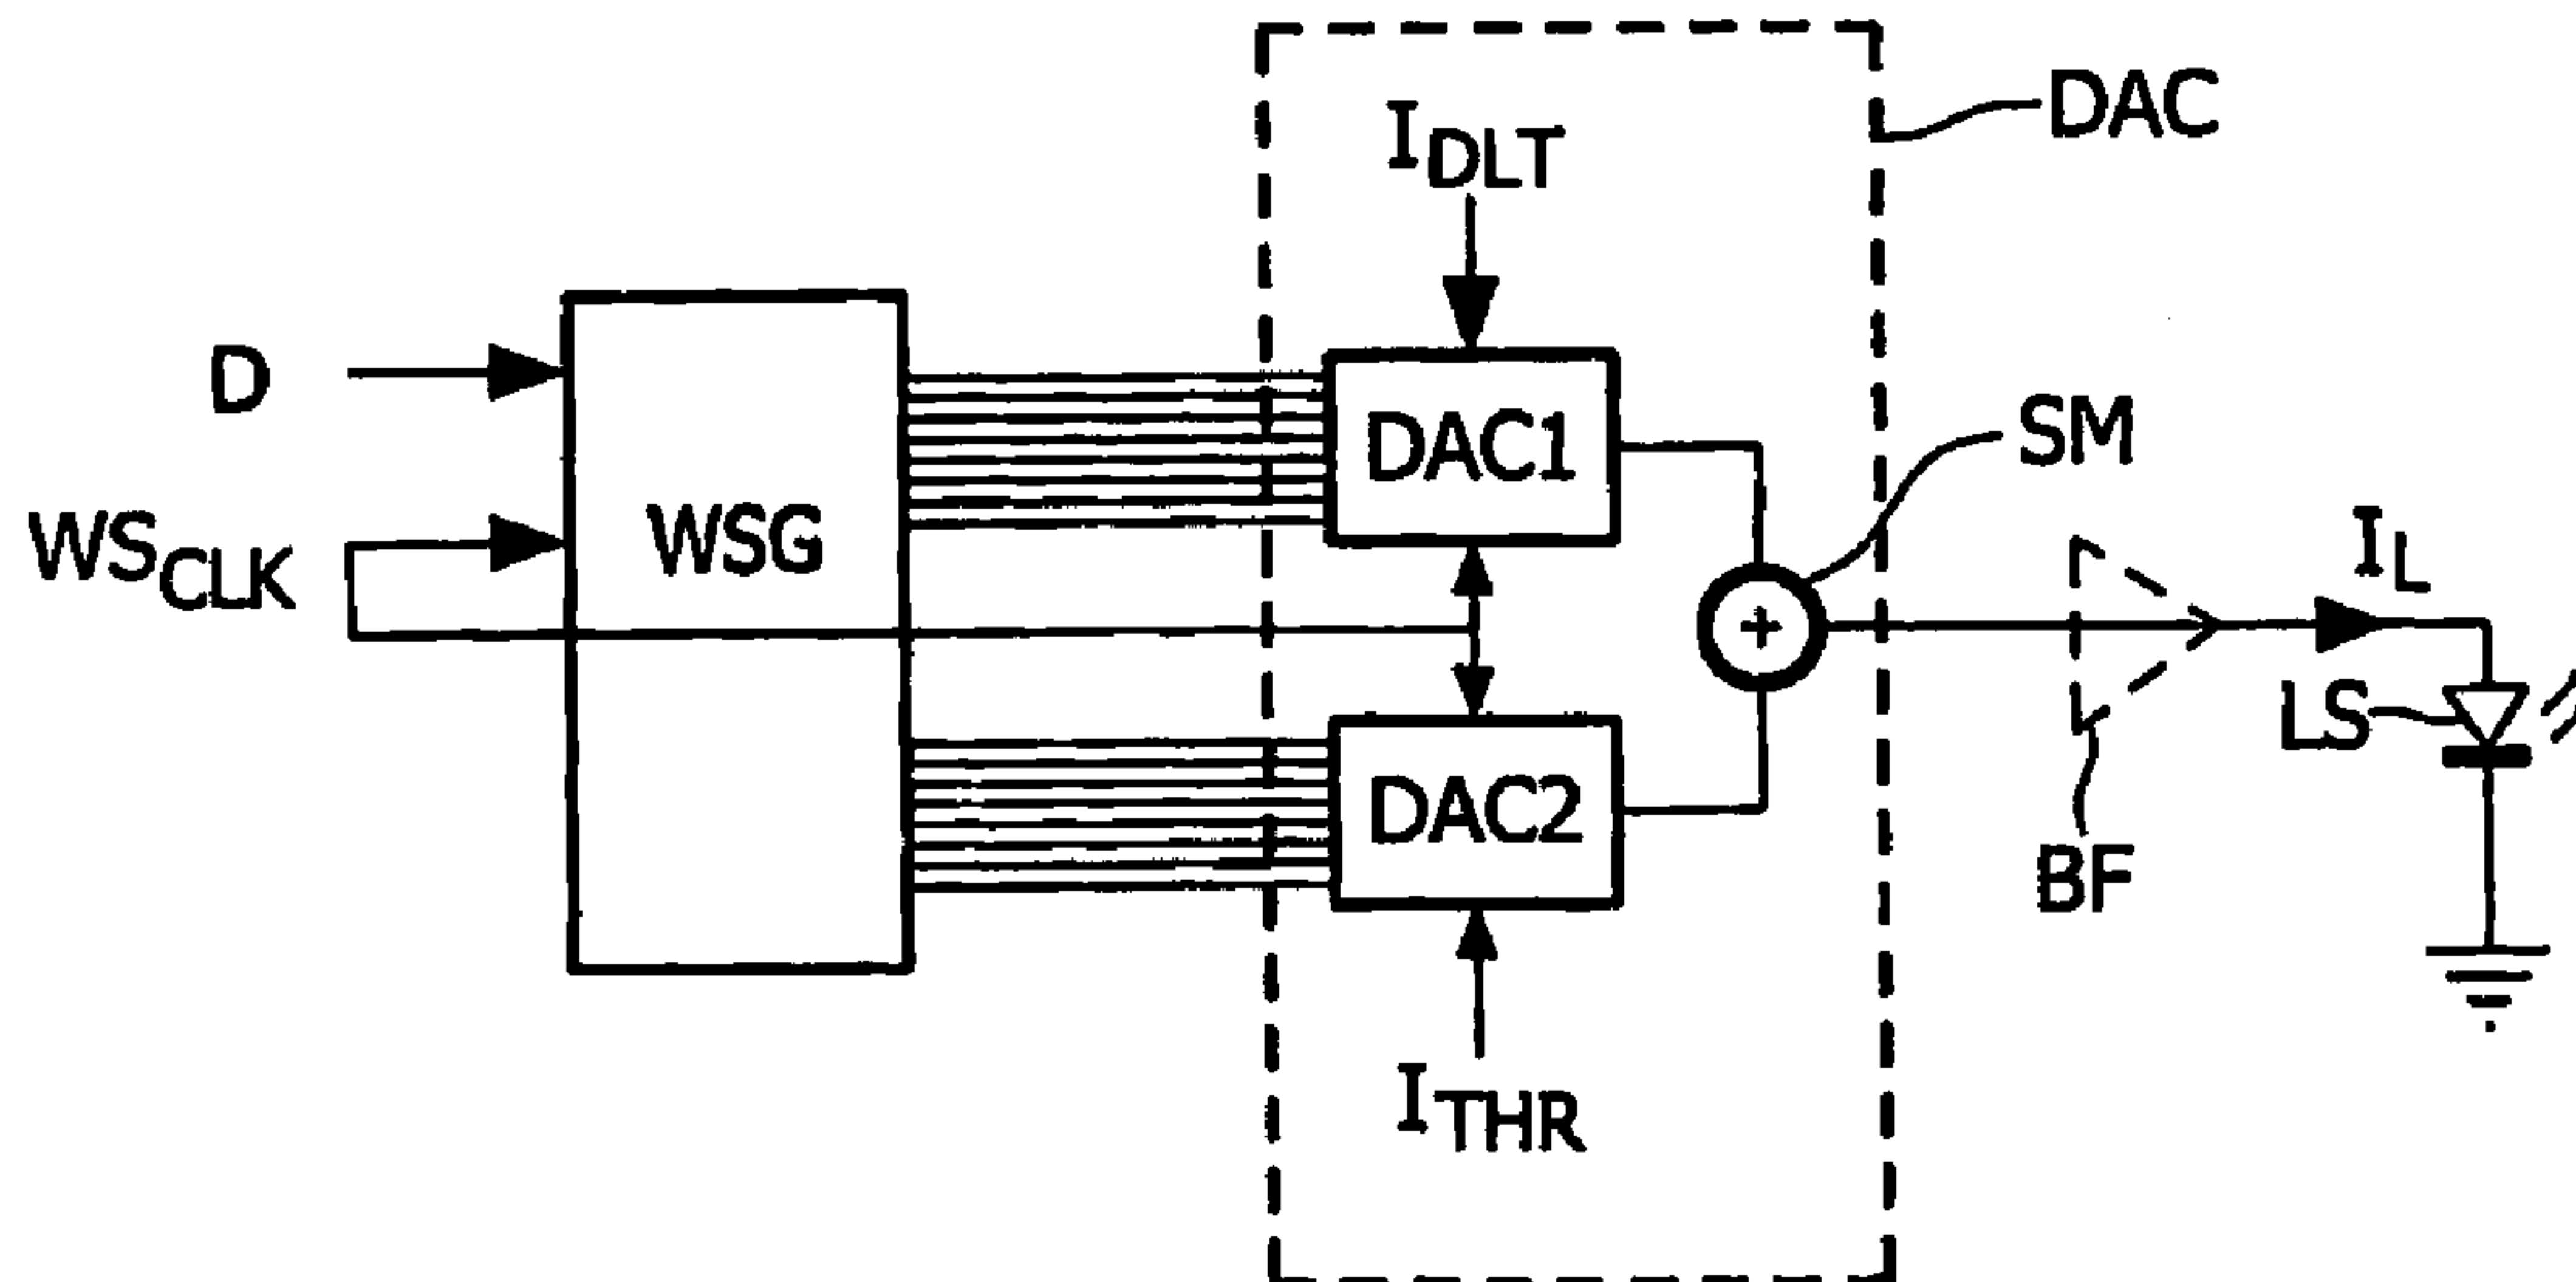 DAC
I_DLT
D
DAC1
SM
WS_CLK
WSG
I_L
+
LS
DAC2
BF
I_THR